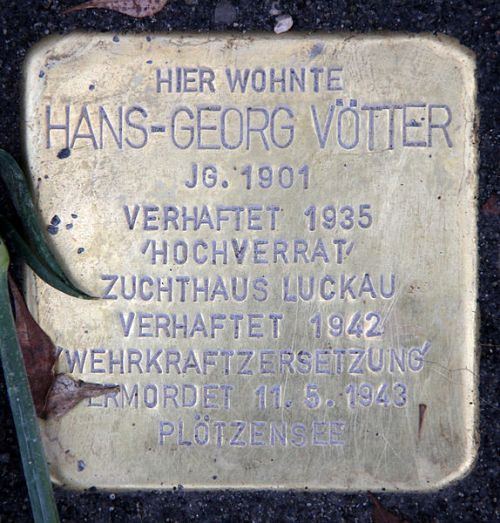 HIER WOHNTE
HANS-GEORG VÖTTER
JG. 1901
VERHAFTET 1935
'HOCHVERRAT'
ZUCHTHAUS LUCKAU
VERHAFTET 1942
'WEHRKRAFTZERSETZUNG'
ERMORDET 11.5.1943
PLÖTZENSEE